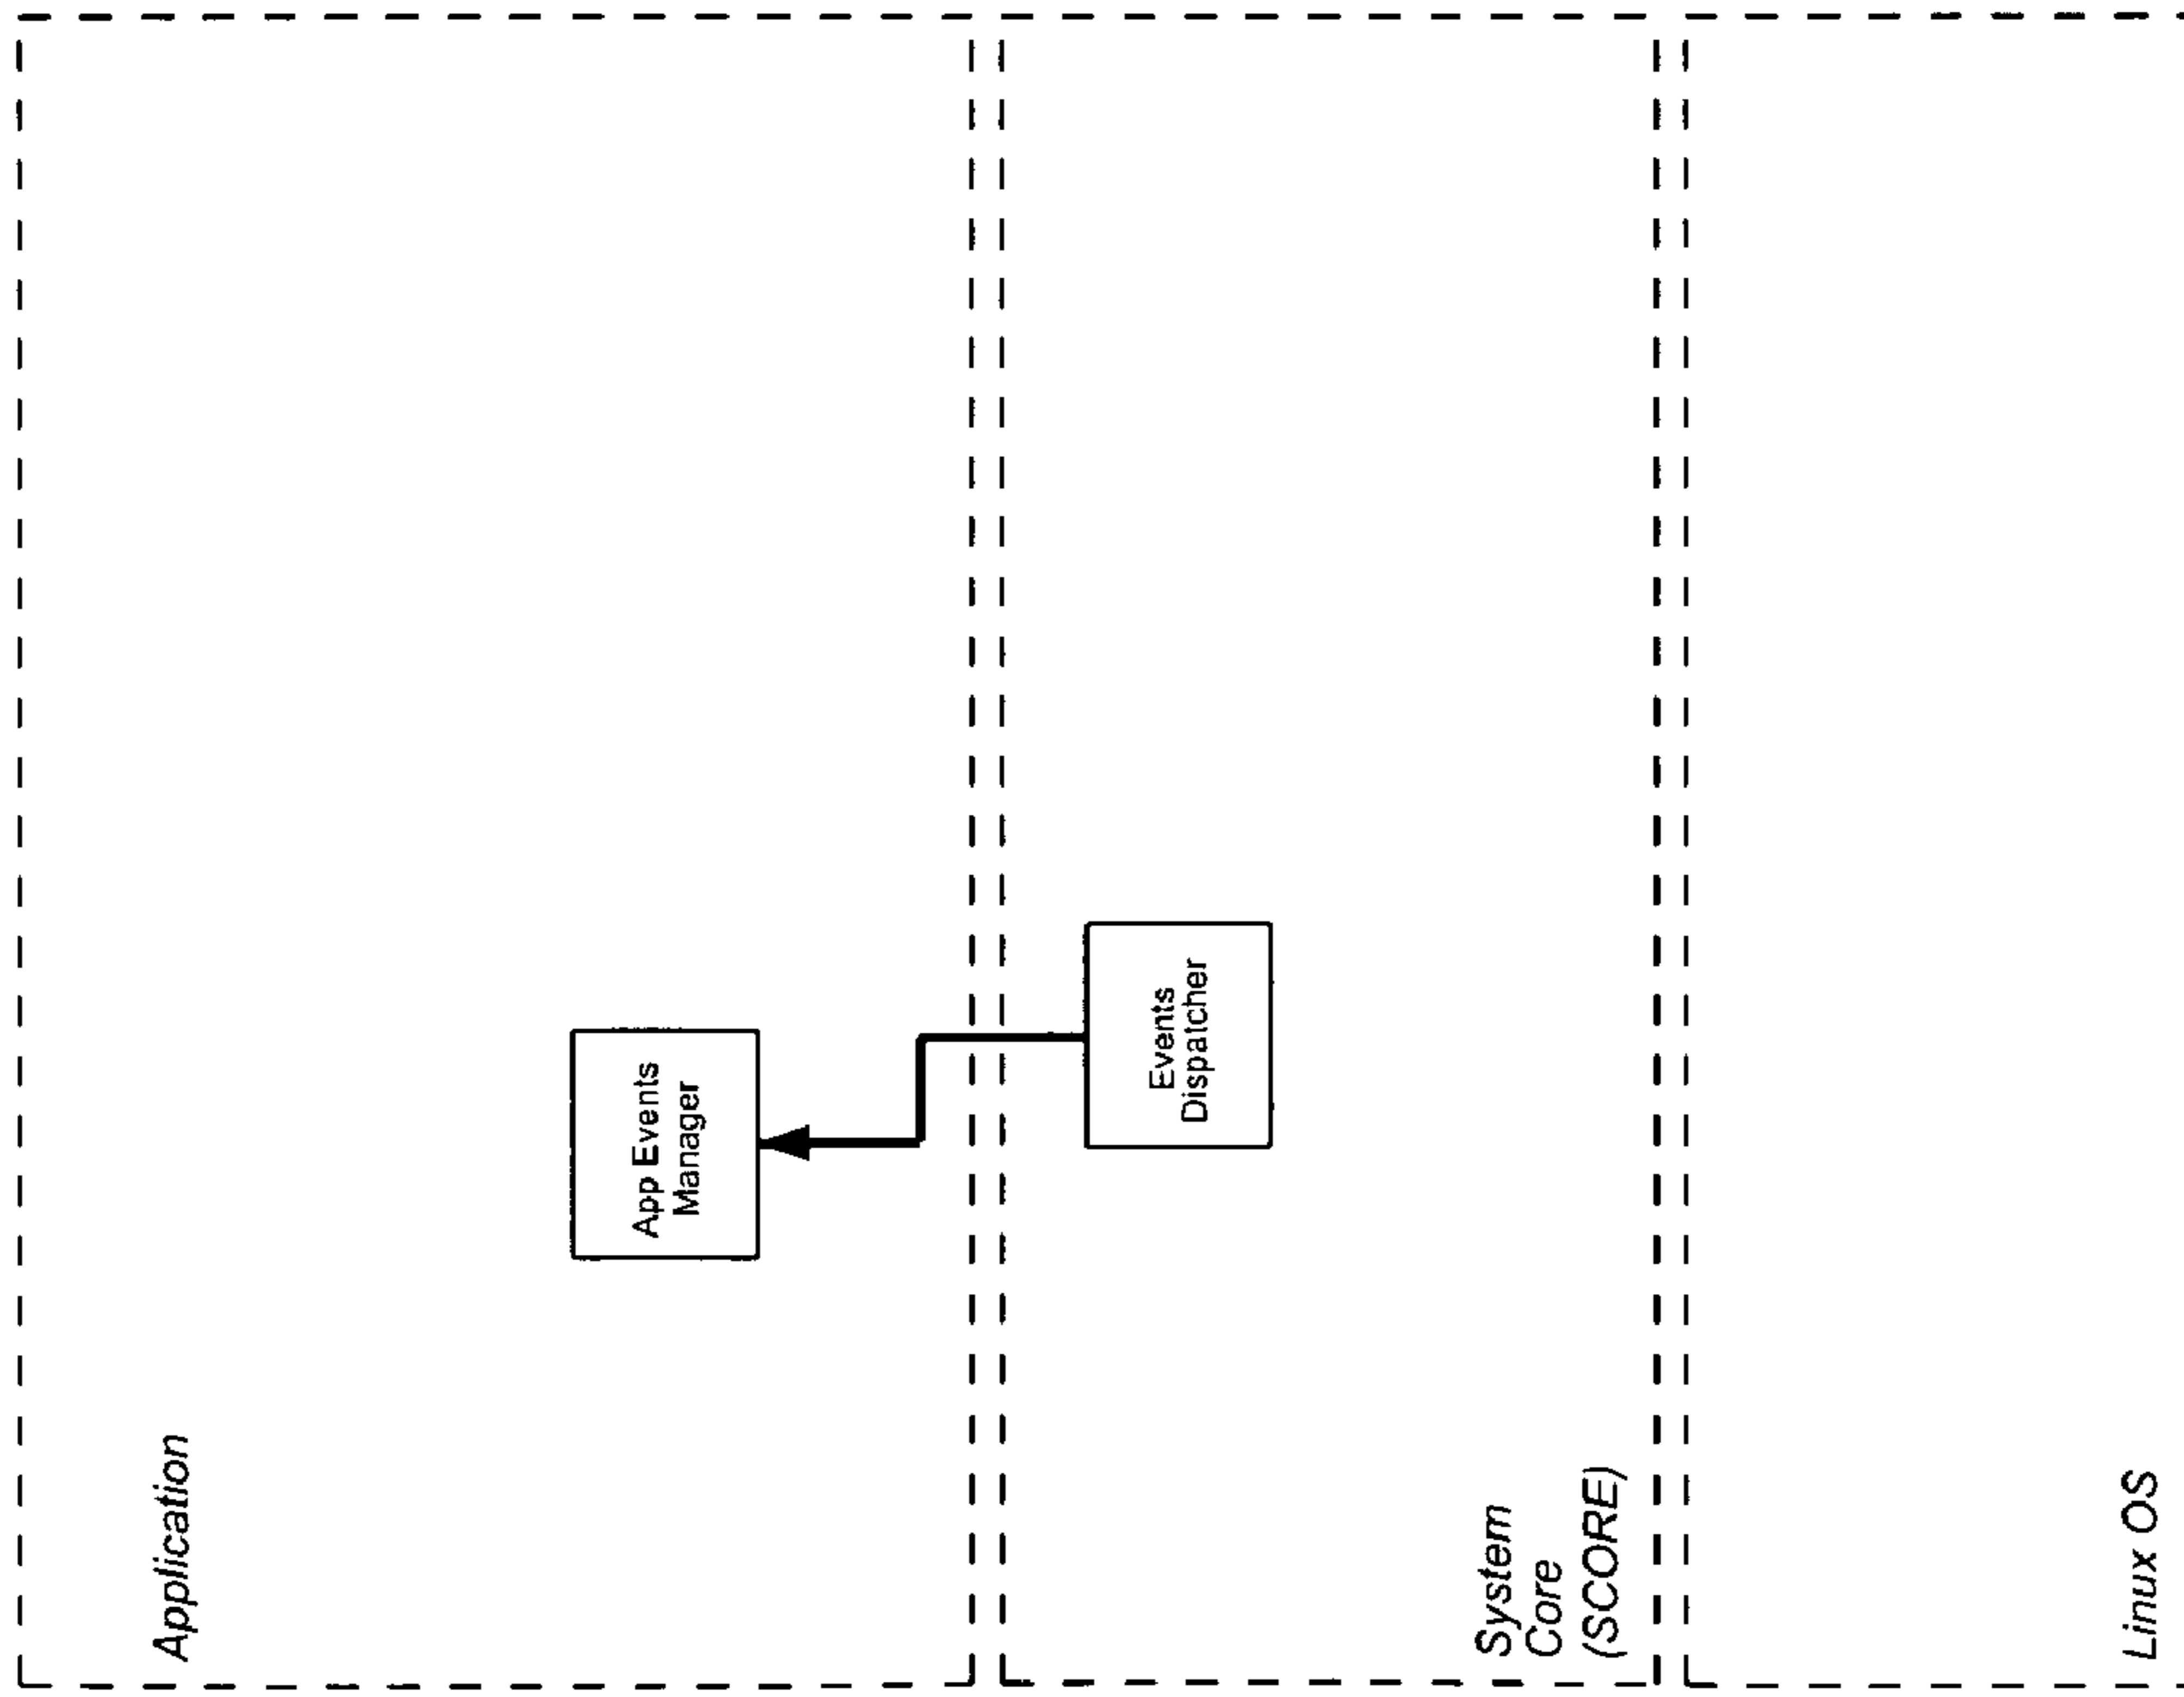 Application
App Events
Manager
Events
Dispatcher
System
Core
(SCORE)
Linux OS